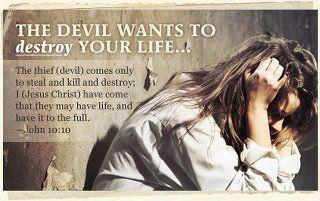 THE DEVIL WANTS TO
destroy YOUR LIFE...
The thief (devil) comes only
to steal and kill and destroy;
I (Jesus Christ) have come
that they may have life, and
have it to the full.
—John 10:10